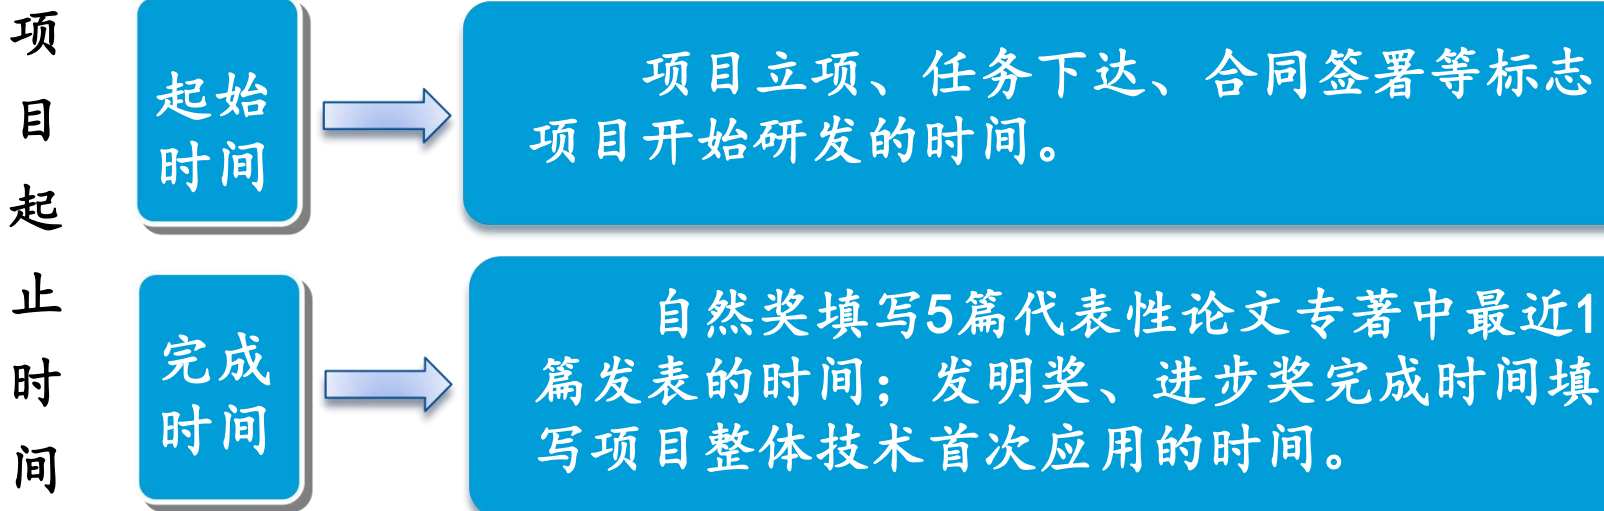 项目起止时间
起始
时间
项目立项、任务下达、合同签署等标志
项目开始研发的时间。
完成
时间
自然奖填写5篇代表性论文专著中最近1
篇发表的时间；发明奖、进步奖完成时间填
写项目整体技术首次应用的时间。